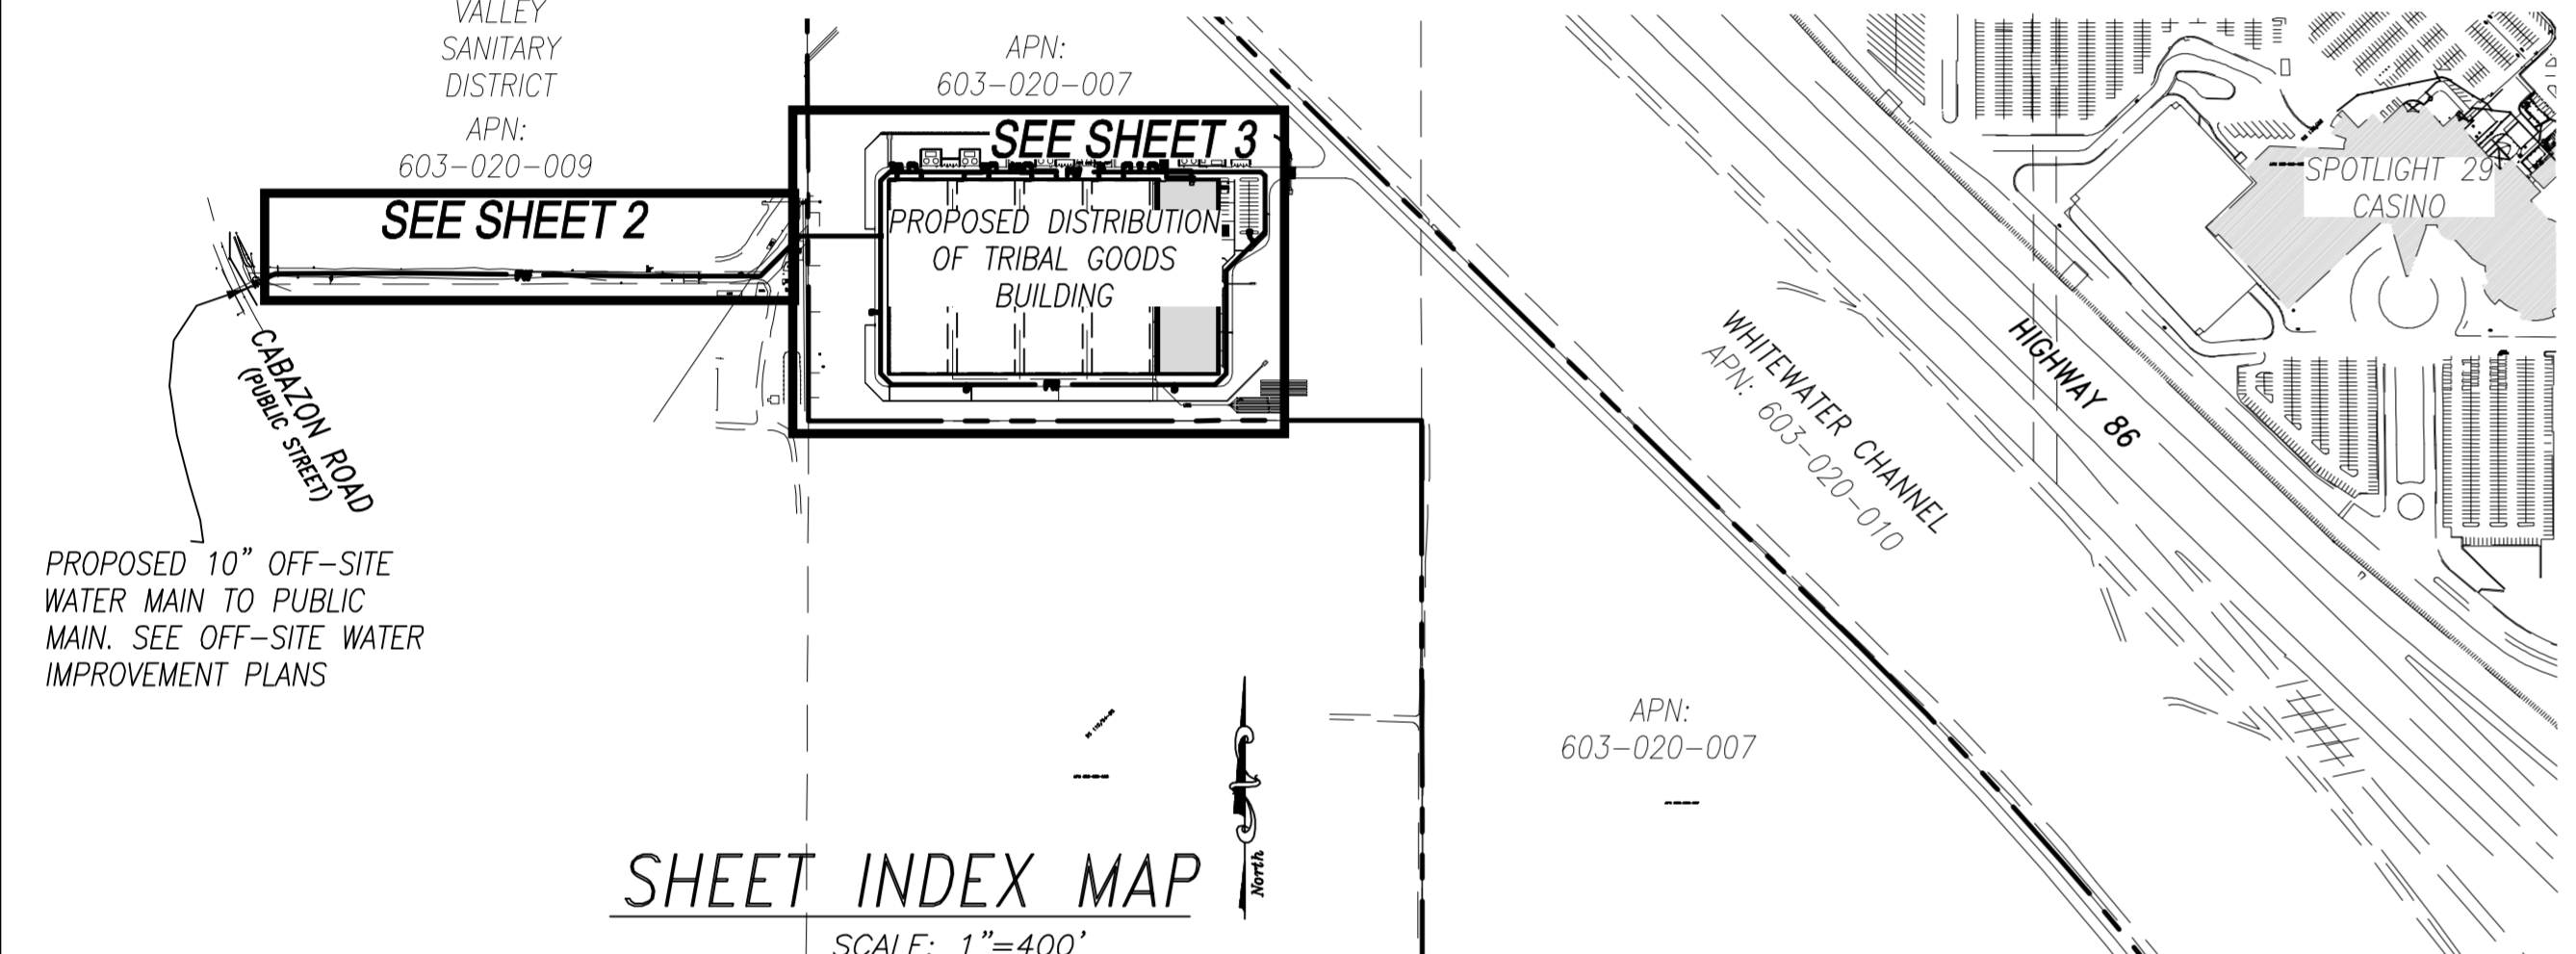 VALLEY
SANITARY
DISTRICT
APN:
603-020-009
APN:
603-020-007
SEE SHEET 2
SEE SHEET 3
PROPOSED DISTRIBUTION
OF TRIBAL GOODS
BUILDING
FW
FW
FW
CABAZON ROAD
(PUBLIC STREET)
PROPOSED 10" OFF-SITE
WATER MAIN TO PUBLIC
MAIN. SEE OFF-SITE WATER
IMPROVEMENT PLANS
WHITEWATER CHANNEL
APN: 603-020-010
HIGHWAY 86
SPOTLIGHT 29
CASINO
APN:
603-020-007
North
SHEET INDEX MAP
SCALE: 1"=400'